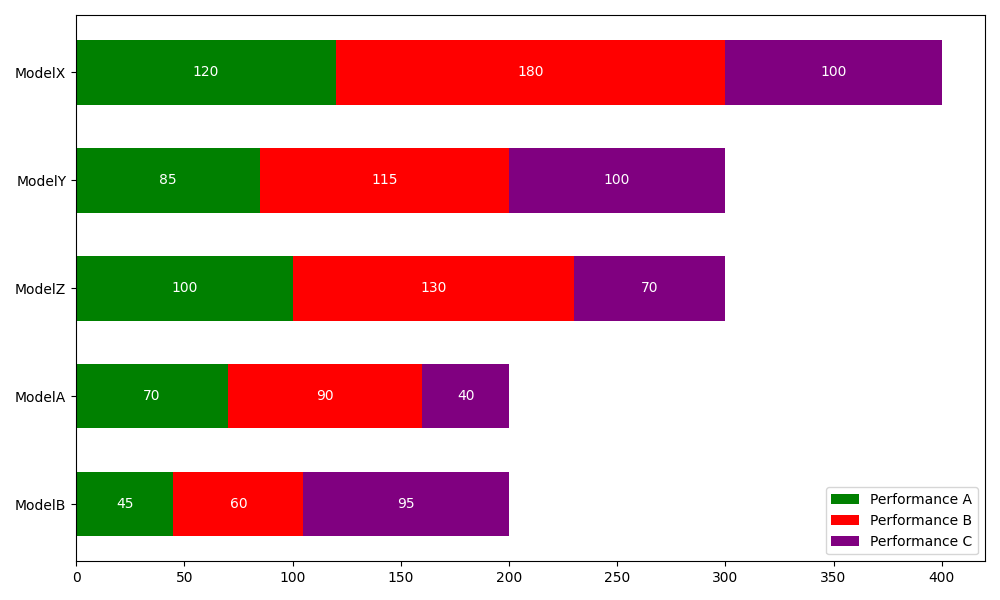 ModelX 120 180 100
ModelY 85 115 100
ModelZ 100 130 70
ModelA 70 90 40
ModelB 45 60 95
Performance A
Performance B
Performance C
0 50 100 150 200 250 300 350 400